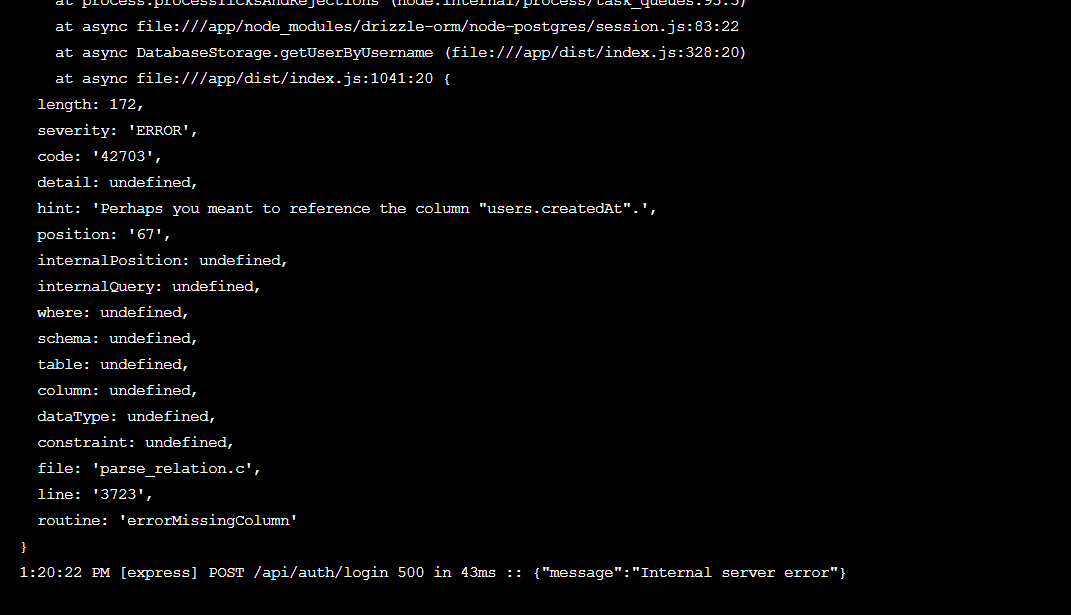 at process.processTicksAndRejections (node:internal/process/task_queues:95:5)
at async file:///app/node_modules/drizzle-orm/node-postgres/session.js:83:22
at async DatabaseStorage.getUserByUsername (file:///app/dist/index.js:328:20)
at async file:///app/dist/index.js:1041:20 {
length: 172,
severity: 'ERROR',
code: '42703',
detail: undefined,
hint: 'Perhaps you meant to reference the column "users.createdAt".',
position: '67',
internalPosition: undefined,
internalQuery: undefined,
where: undefined,
schema: undefined,
table: undefined,
column: undefined,
dataType: undefined,
constraint: undefined,
file: 'parse_relation.c',
line: '3723',
routine: 'errorMissingColumn'
}
1:20:22 PM [express] POST /api/auth/login 500 in 43ms :: {"message":"Internal server error"}